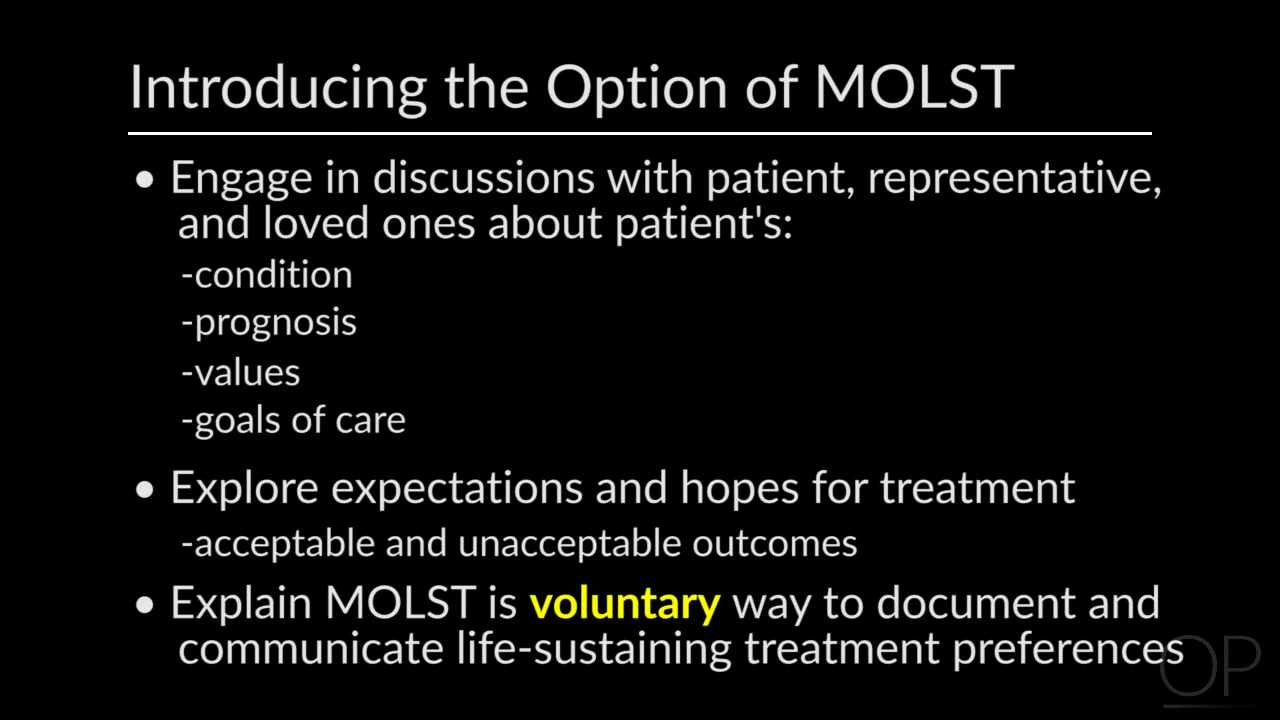 Introducing the Option of MOLST
• Engage in discussions with patient, representative,
and loved ones about patient's:
-condition
-prognosis
-values
-goals of care
• Explore expectations and hopes for treatment
-acceptable and unacceptable outcomes
• Explain MOLST is voluntary way to document and
communicate life-sustaining treatment preferences
OP